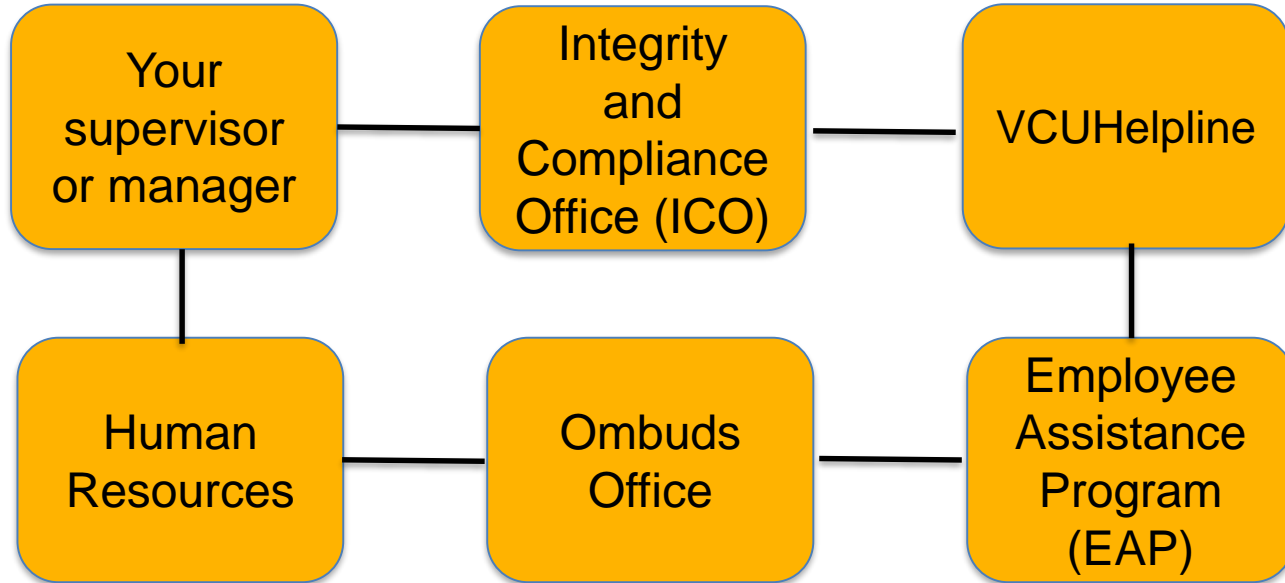 Your
supervisor
or manager
Integrity
and
Compliance
Office (ICO)
VCUHelpline
Human
Resources
Ombuds
Office
Employee
Assistance
Program
(EAP)